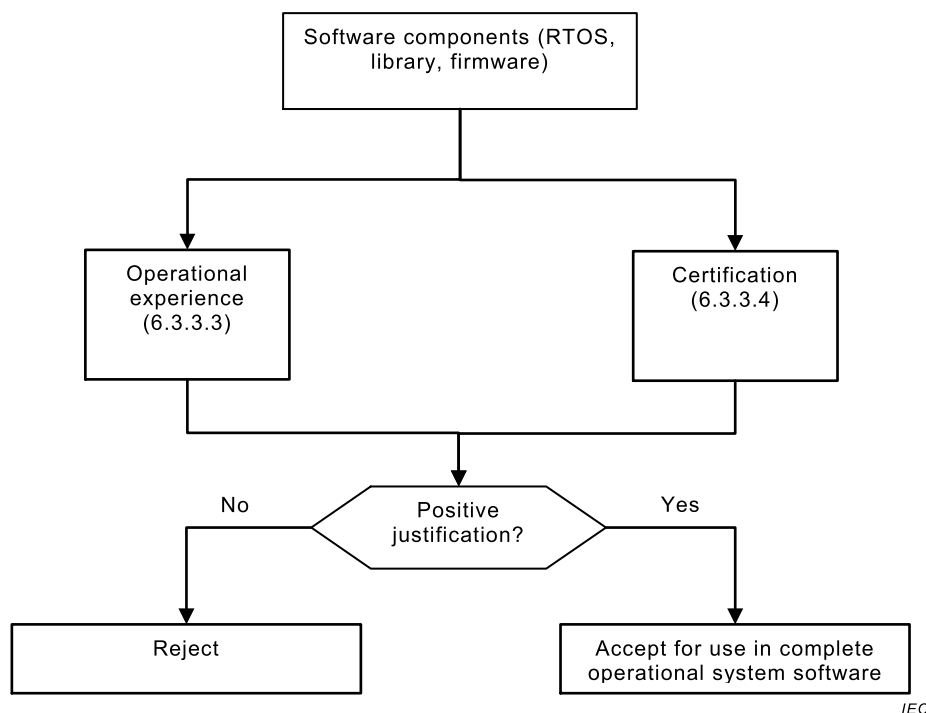 Software components (RTOS,
library, firmware)
Operational
experience
(6.3.3.3)
Certification
(6.3.3.4)
No
Positive
justification?
Yes
Reject
Accept for use in complete
operational system software
IEC